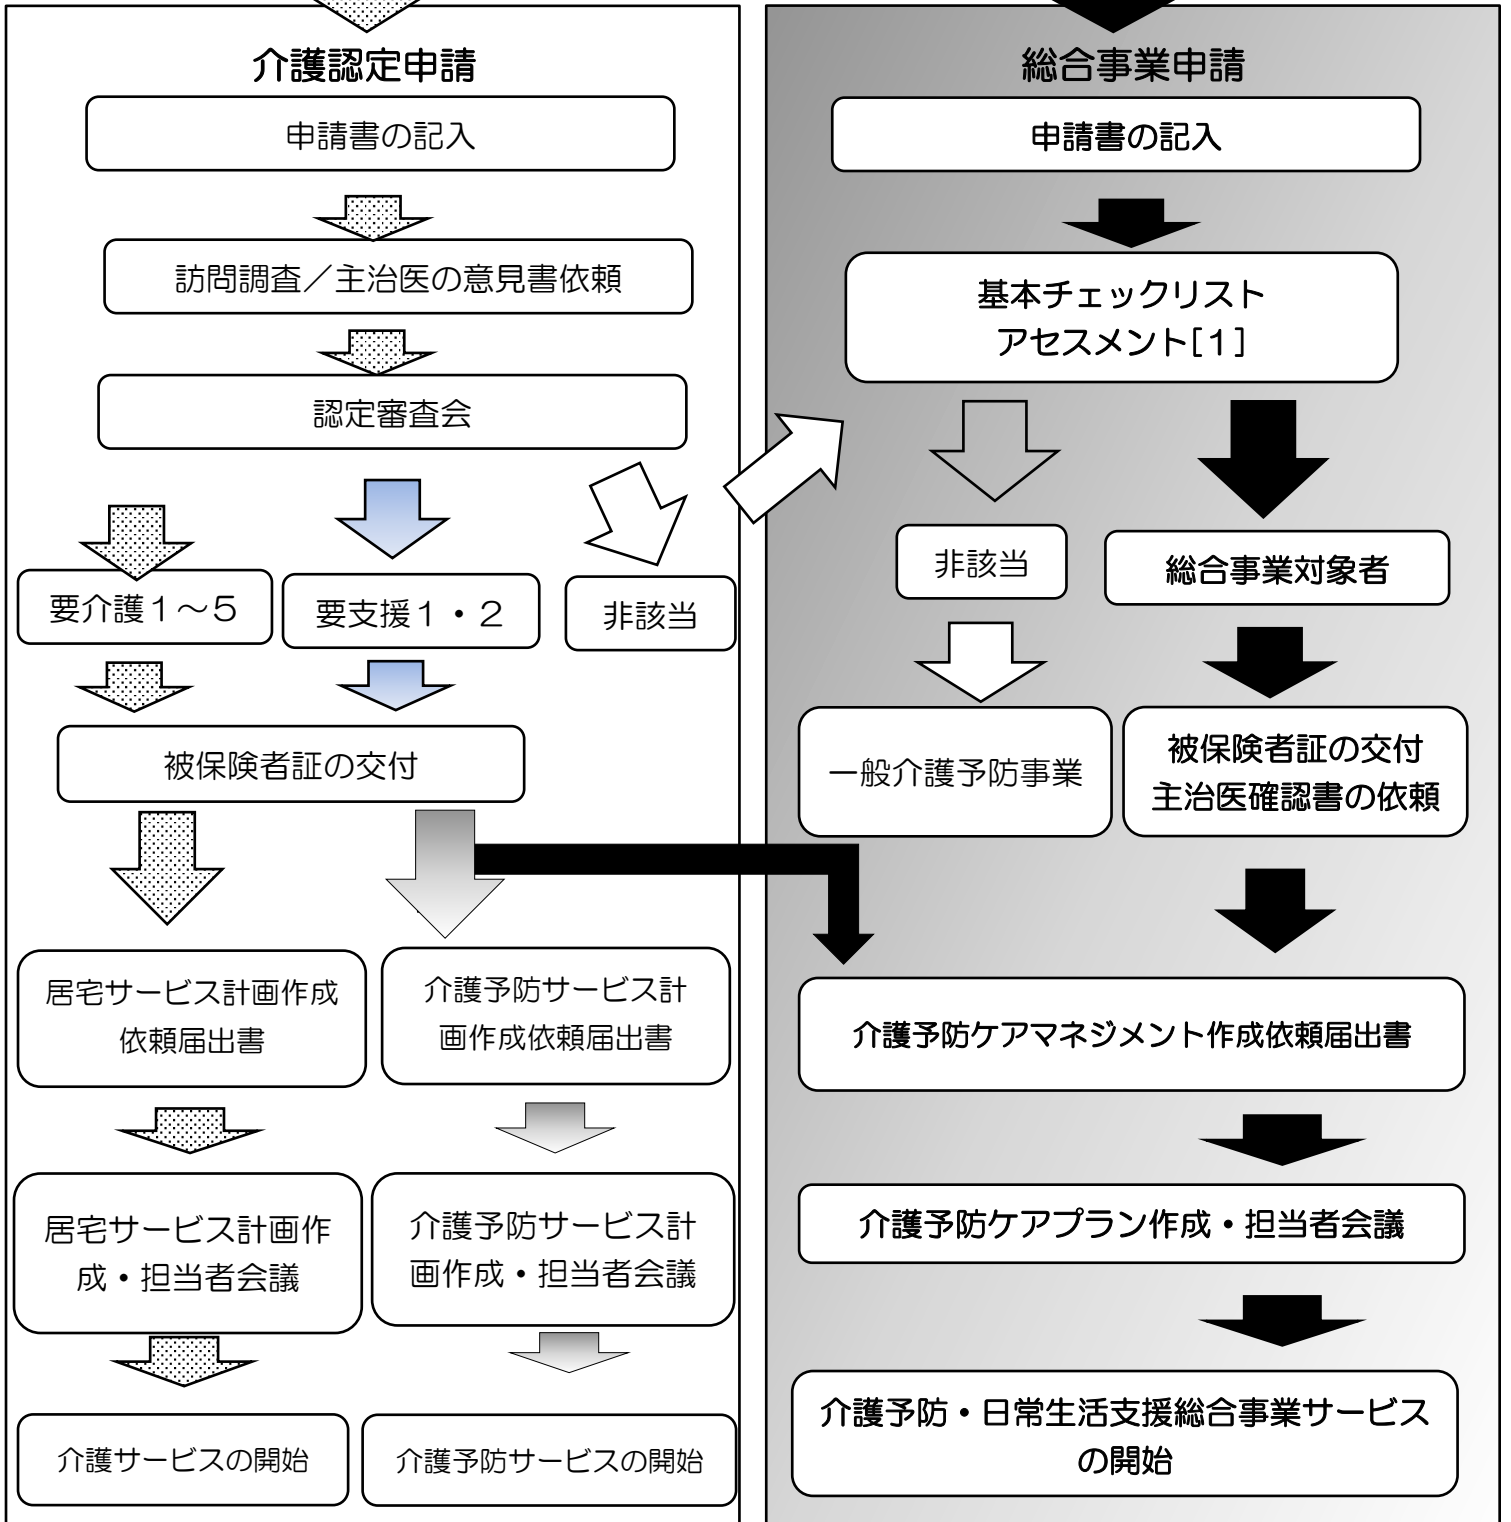 介護認定申請
申請書の記入
訪問調査／主治医の意見書依頼
認定審査会
要介護１～５
要支援１・２
非該当
被保険者証の交付
居宅サービス計画作成
依頼届出書
介護予防サービス計
画作成依頼届出書
居宅サービス計画作
成・担当者会議
介護予防サービス計
画作成・担当者会議
介護サービスの開始
介護予防サービスの開始
総合事業申請
申請書の記入
基本チェックリスト
アセスメント[１]
非該当
総合事業対象者
一般介護予防事業
被保険者証の交付
主治医確認書の依頼
介護予防ケアマネジメント作成依頼届出書
介護予防ケアプラン作成・担当者会議
介護予防・日常生活支援総合事業サービス
の開始